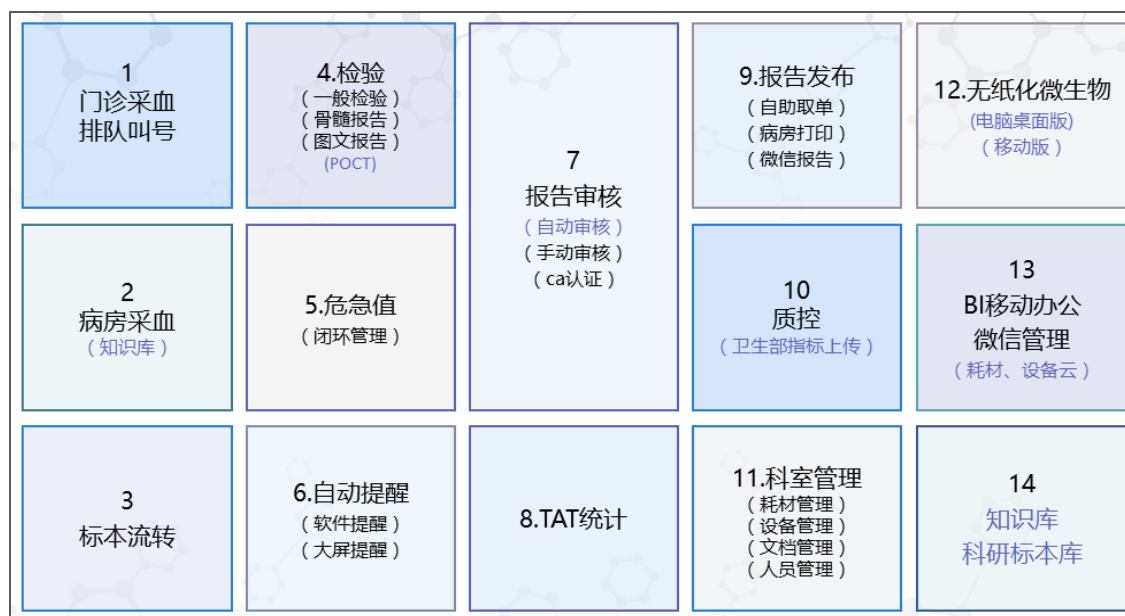 1
门诊采血
排队叫号
2
病房采血
（知识库）
3
标本流转
4.检验
（一般检验）
（骨髓报告）
（图文报告）
(POCT)
5.危急值
（闭环管理）
6.自动提醒
（软件提醒）
（大屏提醒）
7
报告审核
（自动审核）
（手动审核）
（ca认证）
8.TAT统计
9.报告发布
（自助取单）
（病房打印）
（微信报告）
10
质控
（卫生部指标上传）
11.科室管理
（耗材管理）
（设备管理）
（文档管理）
（人员管理）
12.无纸化微生物
(电脑桌面版)
（移动版）
13
BI移动办公
微信管理
（耗材、设备云）
14
知识库
科研标本库